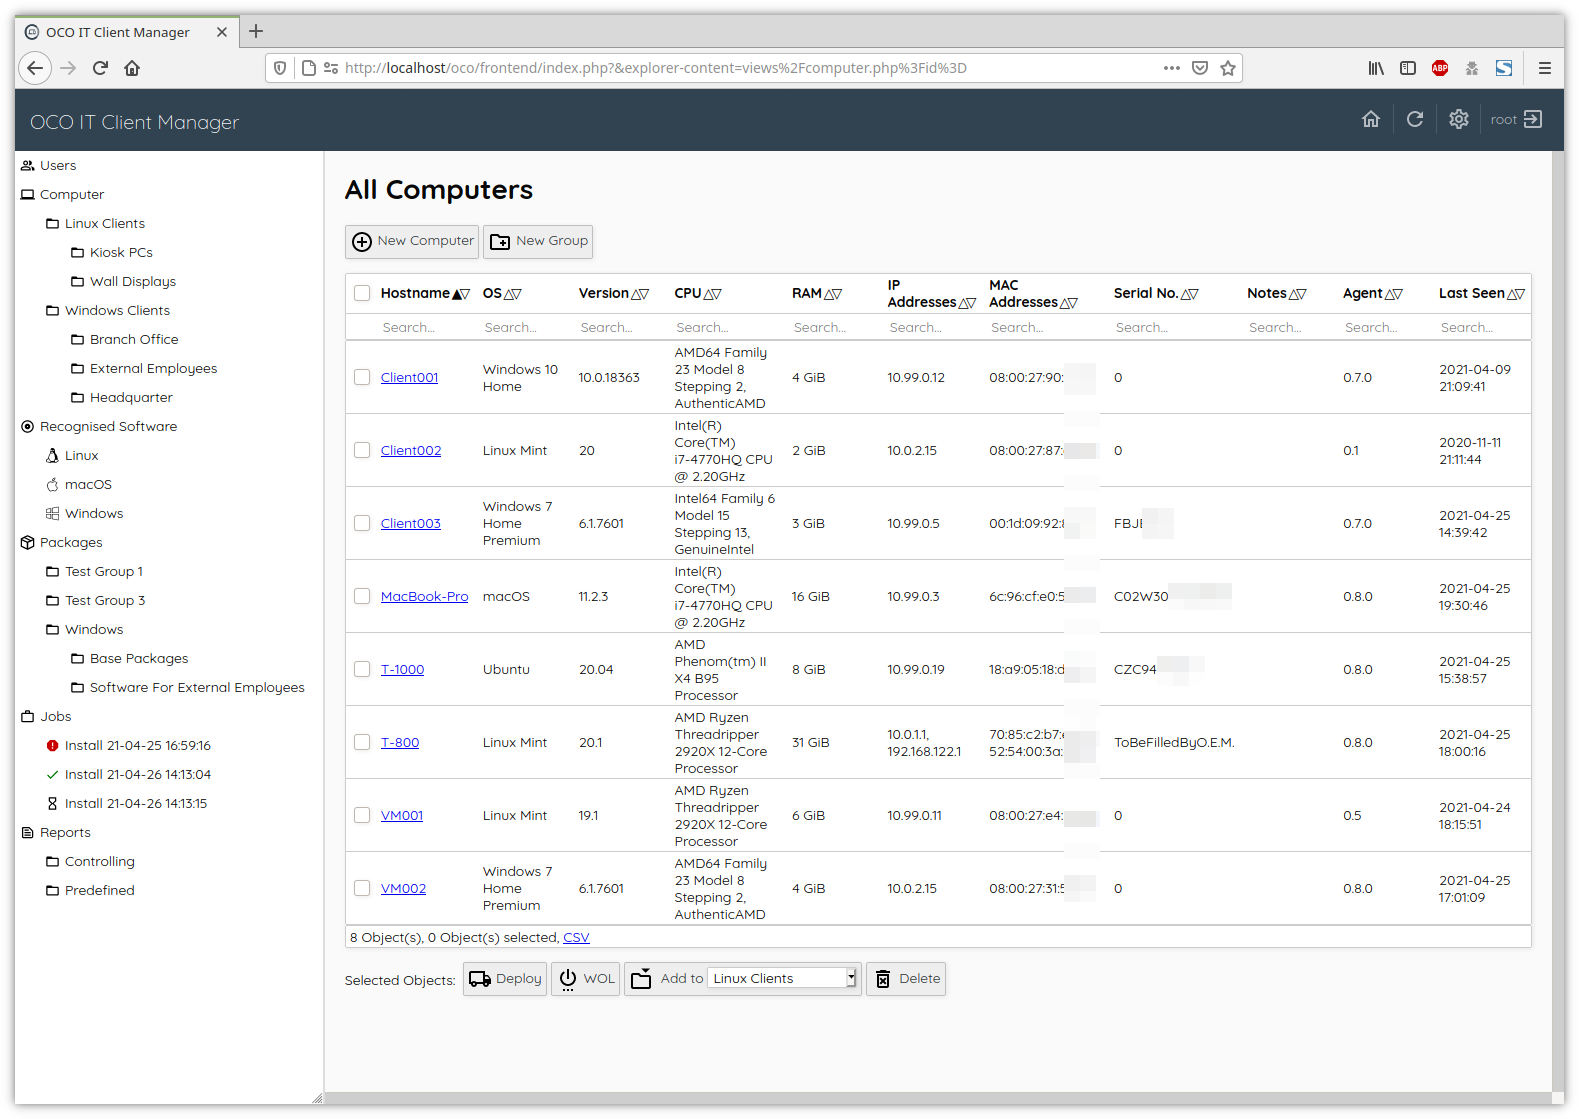 OCO IT Client Manager
http://localhost/oco/frontend/index.php?&explorer-content=views%2Fcomputer.php%3Fid%3D
ABP
OCO IT Client Manager
root
Users
Computer
Linux Clients
Kiosk PCs
Wall Displays
Windows Clients
Branch Office
External Employees
Headquarter
Recognised Software
Linux
macOS
Windows
Packages
Test Group 1
Test Group 3
Windows
Base Packages
Software For External Employees
Jobs
Install 21-04-25 16:59:16
Install 21-04-26 14:13:04
Install 21-04-26 14:13:15
Reports
Controlling
Predefined
All Computers
New Computer New Group
Hostname OS Version CPU RAM IP Addresses MAC Addresses Serial No. Notes Agent Last Seen
Search... Search... Search... Search... Search... Search... Search... Search... Search... Search... Search...
Client001 Windows 10 Home 10.0.18363 AMD64 Family 23 Model 8 Stepping 2, AuthenticAMD 4 GiB 10.99.0.12 08:00:27:90: 0 0.7.0 2021-04-09 21:09:41
Client002 Linux Mint 20 Intel(R) Core(TM) i7-4770HQ CPU @ 2.20GHz 2 GiB 10.0.2.15 08:00:27:87: 0 0.1 2020-11-11 21:11:44
Client003 Windows 7 Home Premium 6.1.7601 Intel64 Family 6 Model 15 Stepping 13, GenuineIntel 3 GiB 10.99.0.5 00:1d:09:92: FBJ 0.7.0 2021-04-25 14:39:42
MacBook-Pro macOS 11.2.3 Intel(R) Core(TM) i7-4770HQ CPU @ 2.20GHz 16 GiB 10.99.0.3 6c:96:cf:e0:5 C02W30 0.8.0 2021-04-25 19:30:46
T-1000 Ubuntu 20.04 AMD Phenom(tm) II X4 B95 Processor 8 GiB 10.99.0.19 18:a9:05:18:d CZC94 0.8.0 2021-04-25 15:38:57
T-800 Linux Mint 20.1 AMD Ryzen Threadripper 2920X 12-Core Processor 31 GiB 10.0.1.1, 192.168.122.1 70:85:c2:b7: 52:54:00:3a: ToBeFilledByO.E.M. 0.8.0 2021-04-25 18:00:16
VM001 Linux Mint 19.1 AMD Ryzen Threadripper 2920X 12-Core Processor 6 GiB 10.99.0.11 08:00:27:e4: 0 0.5 2021-04-24 18:15:51
VM002 Windows 7 Home Premium 6.1.7601 AMD64 Family 23 Model 8 Stepping 2, AuthenticAMD 4 GiB 10.0.2.15 08:00:27:31:5 0 0.8.0 2021-04-25 17:01:09
8 Object(s), 0 Object(s) selected, CSV
Selected Objects: Deploy WOL Add to Linux Clients Delete